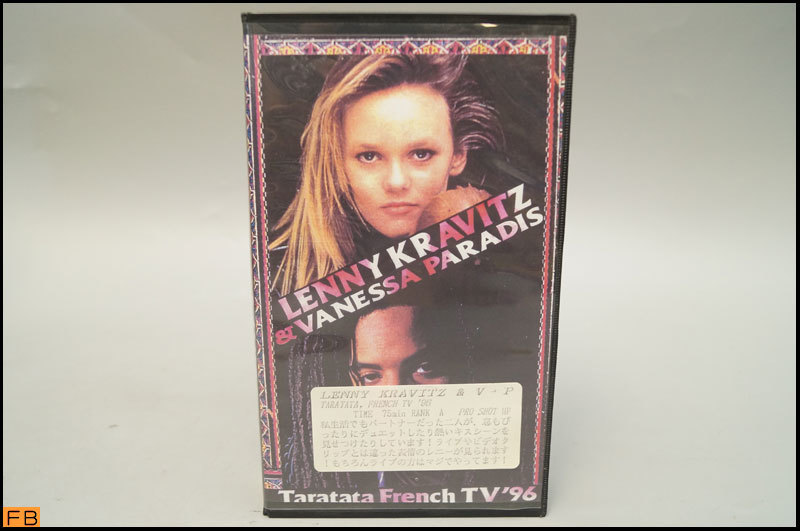 LENNY KRAVITZ
& VANESSA PARADIS
LENNY KRAVITZ & V - P
TARATATA, FRENCH TV '96
TIME 75min RANK A PRO SHOT HV
私生活でもパートナーだった二人が、息もぴ
ったりにデュエットしたり熱いキスシーンを
見せつけたりしています！ライブやビデオク
リップとは違った表情のレニーが見られます
！もちろんライブの方はマジでやってます！
Taratata French TV '96
FB